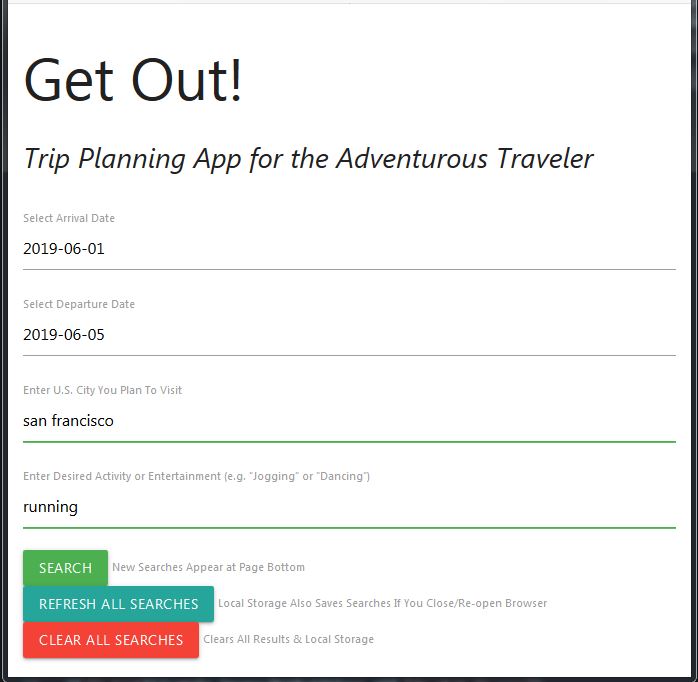 Get Out!
Trip Planning App for the Adventurous Traveler
Select Arrival Date
2019-06-01
Select Departure Date
2019-06-05
Enter U.S. City You Plan To Visit
san francisco
Enter Desired Activity or Entertainment (e.g. "Jogging" or "Dancing")
running
SEARCH New Searches Appear at Page Bottom
REFRESH ALL SEARCHES Local Storage Also Saves Searches If You Close/Re-open Browser
CLEAR ALL SEARCHES Clears All Results & Local Storage